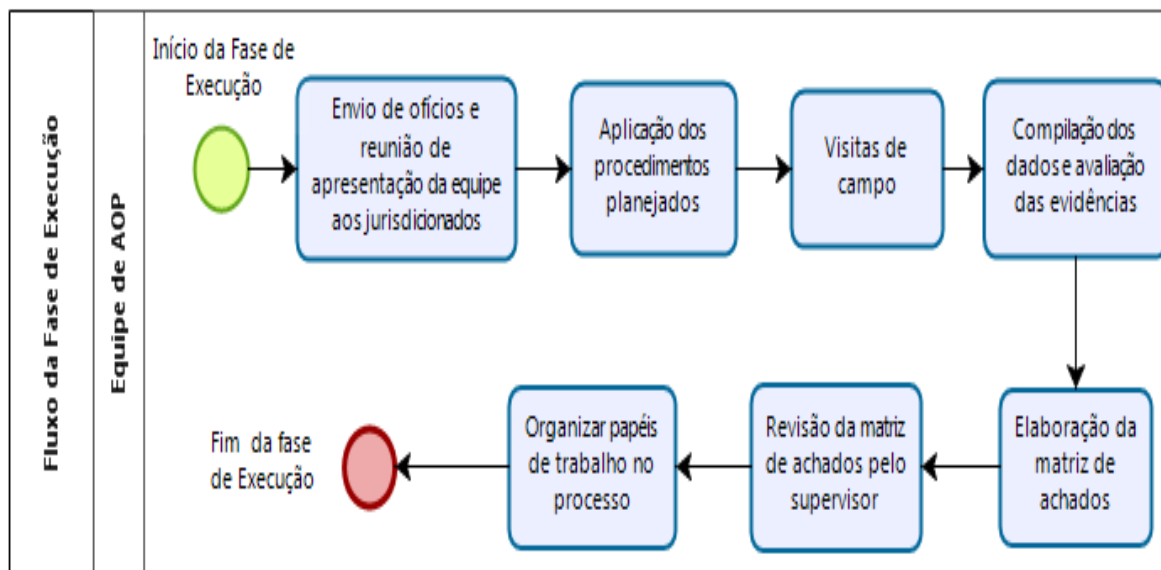 Fluxo da Fase de Execução
Equipe de AOP
Início da Fase de
Execução
Envio de ofícios e
reunião de
apresentação da equipe
aos jurisdicionados
Aplicação dos
procedimentos
planejados
Visitas de
campo
Compilação dos
dados e avaliação
das evidências
Elaboração da
matriz de
achados
Revisão da matriz
de achados pelo
supervisor
Organizar papéis
de trabalho no
processo
Fim da fase
de Execução